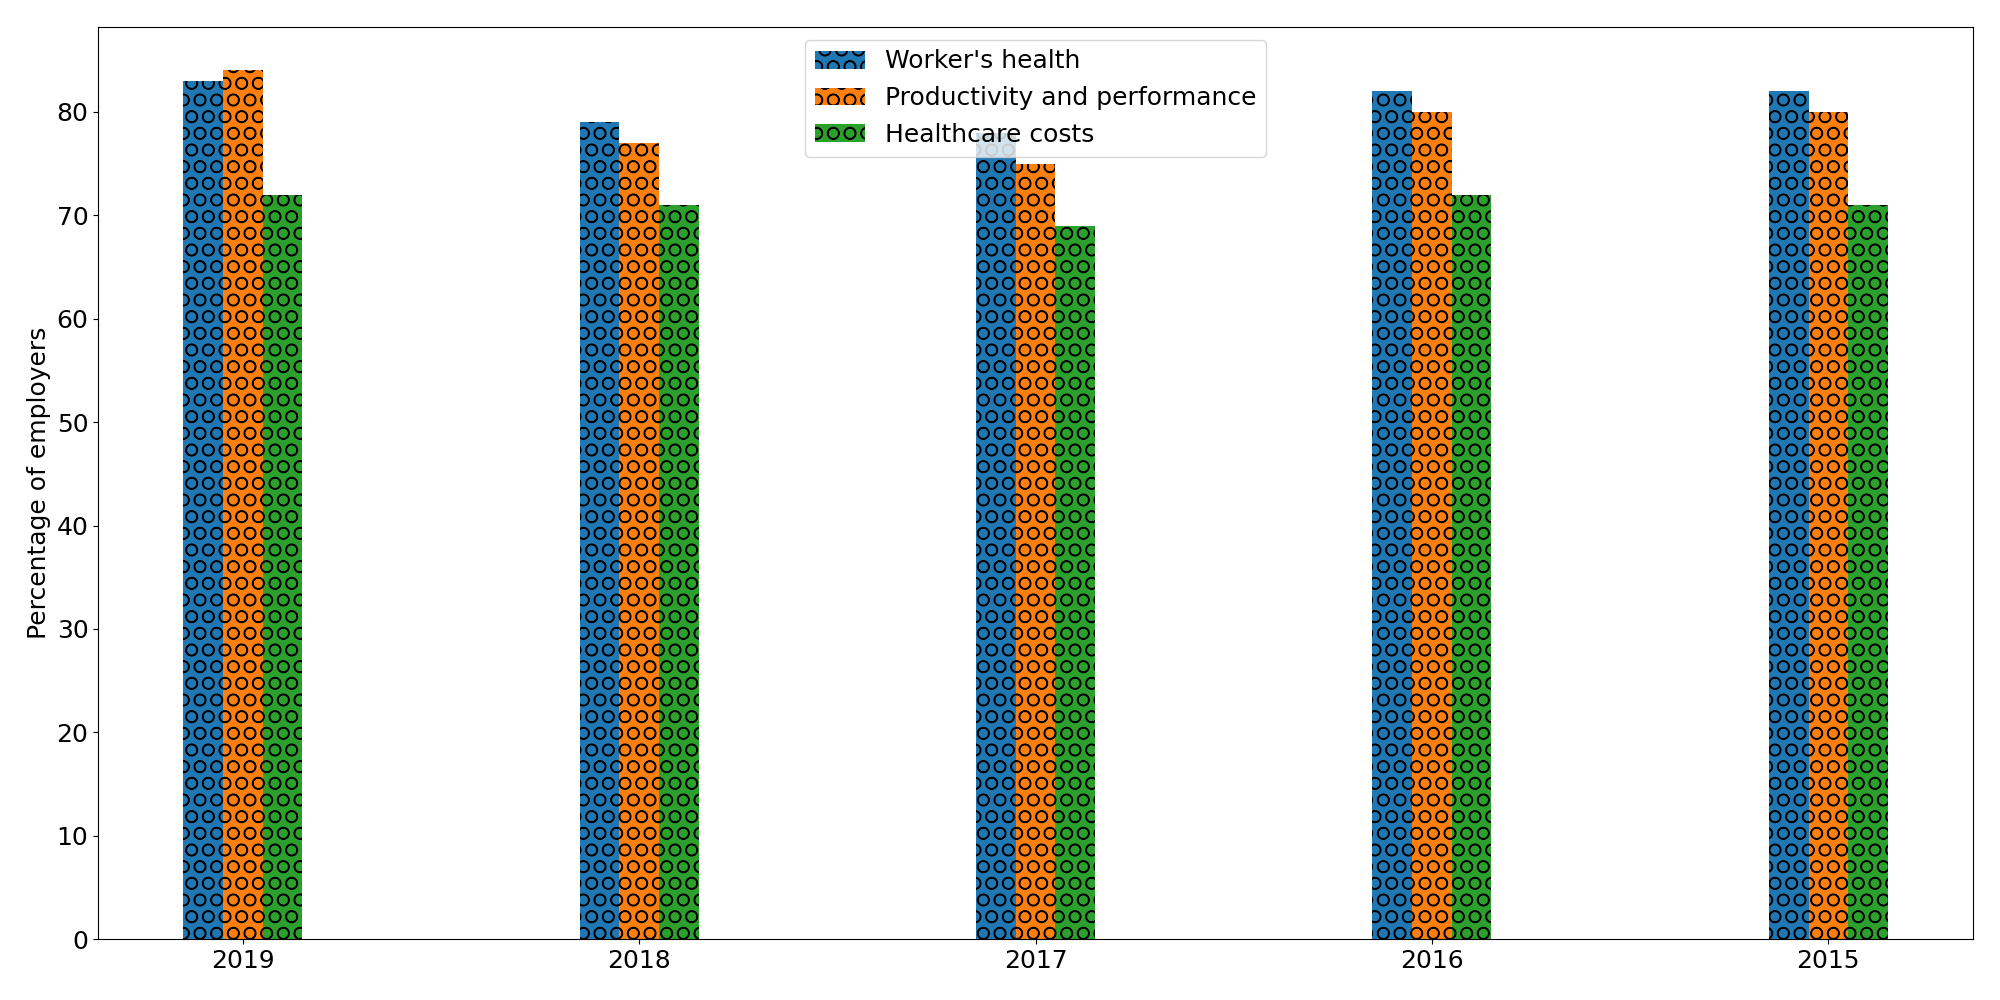 Worker's health
Productivity and performance
Healthcare costs
Percentage of employers
80
70
60
50
40
30
20
10
0
2019 2018 2017 2016 2015